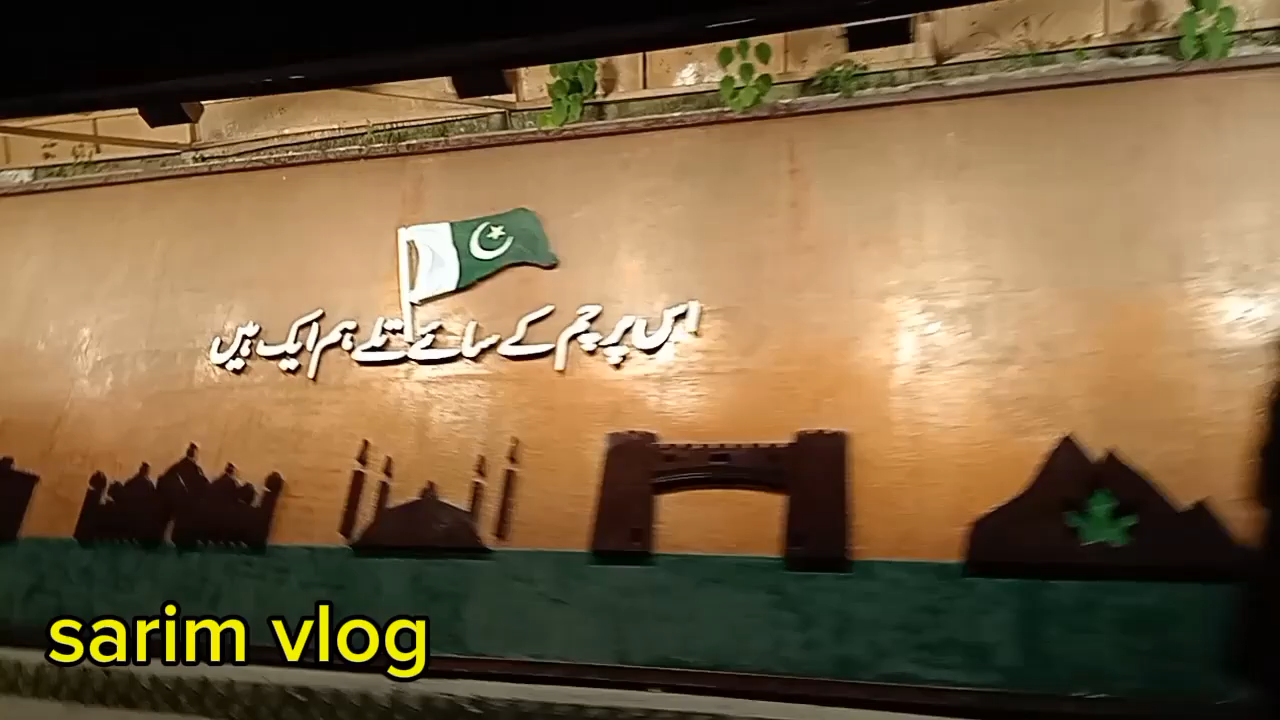 اس پرچم کے سائے تلے ہم ایک ہیں
sarim vlog